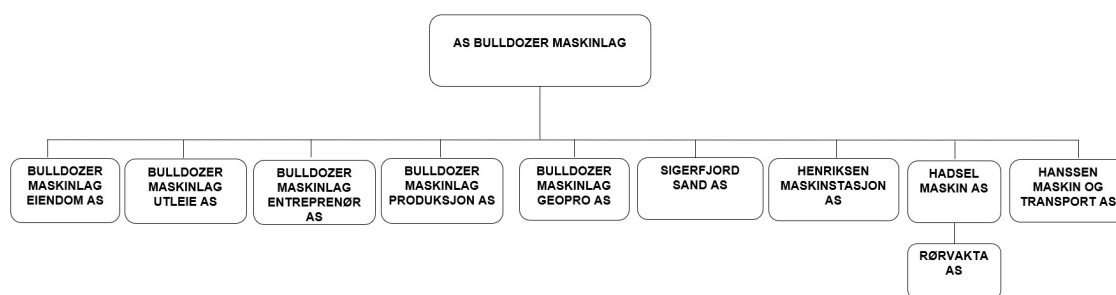 AS BULLDOZER MASKINLAG
BULLDOZER
MASKINLAG
EIENDOM AS
BULLDOZER
MASKINLAG
UTLEIE AS
BULLDOZER
MASKINLAG
ENTREPRENØR
AS
BULLDOZER
MASKINLAG
PRODUKSJON AS
BULLDOZER
MASKINLAG
GEOPRO AS
SIGERFJORD
SAND AS
HENRIKSEN
MASKINSTASJON
AS
HADSEL
MASKIN AS
HANSSEN
MASKIN OG
TRANSPORT AS
RØRVAKTA
AS